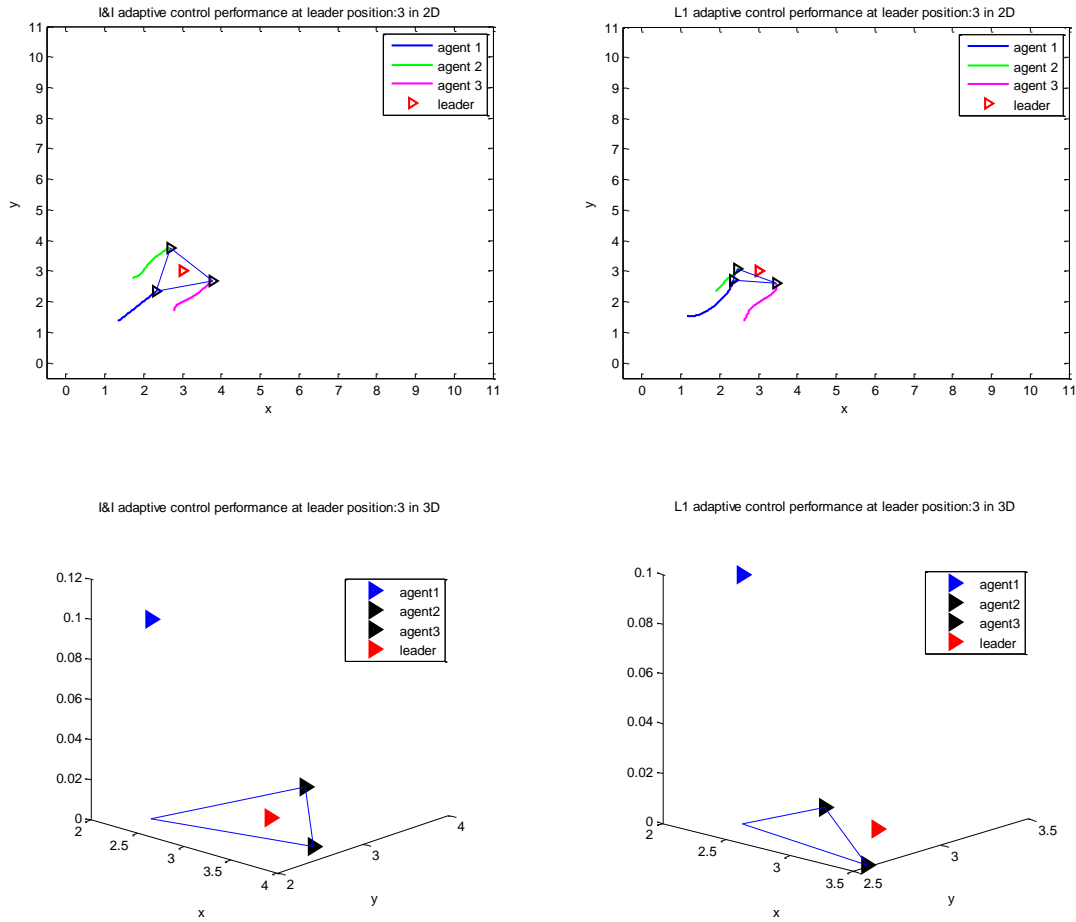 I&I adaptive control performance at leader position:3 in 2D
11
10
9
8
7
6
5
4
3
2
1
0
y
0 1 2 3 4 5 6 7 8 9 10 11
x
agent 1
agent 2
agent 3
leader
L1 adaptive control performance at leader position:3 in 2D
11
10
9
8
7
6
5
4
3
2
1
0
y
0 1 2 3 4 5 6 7 8 9 10 11
x
agent 1
agent 2
agent 3
leader
I&I adaptive control performance at leader position:3 in 3D
0.12
0.1
0.08
0.06
0.04
0.02
0
2 2.5 3 3.5 4
x
2 3 4
y
agent1
agent2
agent3
leader
L1 adaptive control performance at leader position:3 in 3D
0.1
0.08
0.06
0.04
0.02
0
2 2.5 3 3.5
x
2.5 3 3.5
y
agent1
agent2
agent3
leader